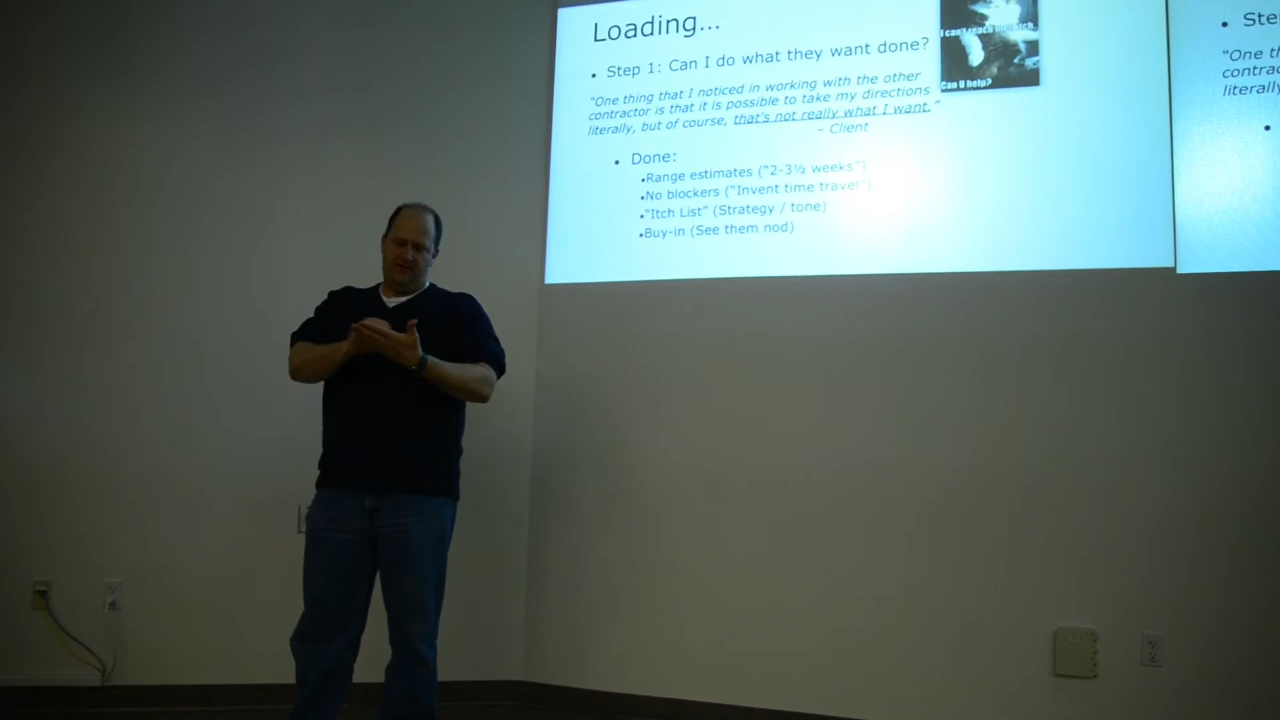 Loading...
• Step 1: Can I do what they want done?
"One thing that I noticed in working with the other
contractor is that it is possible to take my directions
literally, but of course, that's not really what I want."
– Client
• Done:
•Range estimates ("2-3½ weeks")
•No blockers ("Invent time travel")
•"Itch List" (Strategy / tone)
•Buy-in (See them nod)
I can't reach
Can U help?
• Ste
"One th
contrac
literally
•